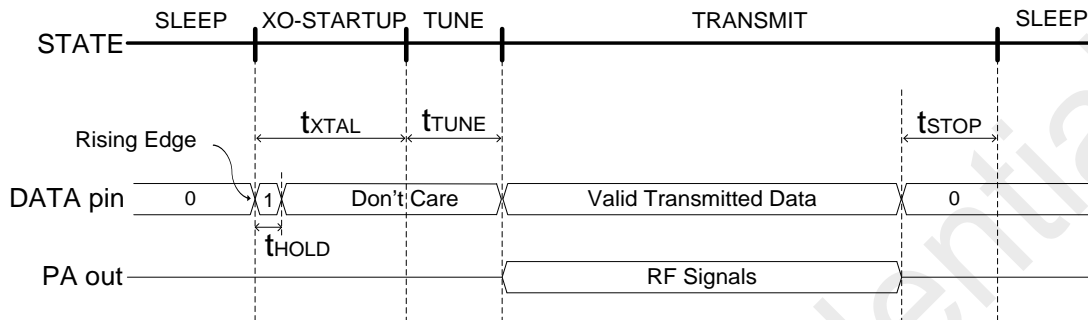 SLEEP XO-STARTUP TUNE TRANSMIT SLEEP
STATE
tXTAL tTUNE tSTOP
Rising Edge
DATA pin 0 1 Don't Care Valid Transmitted Data 0
tHOLD
PA out RF Signals